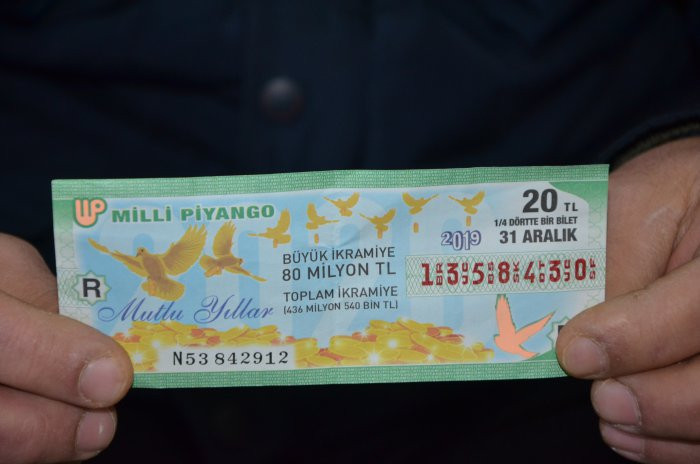 MİLLİ PİYANGO
20 TL
1/4 DÖRTTE BİR BİLET
2019 31 ARALIK
BÜYÜK İKRAMİYE
80 MİLYON TL
1358430
R
Mutlu Yıllar
TOPLAM İKRAMİYE
(436 MİLYON 540 BİN TL)
N53 842912